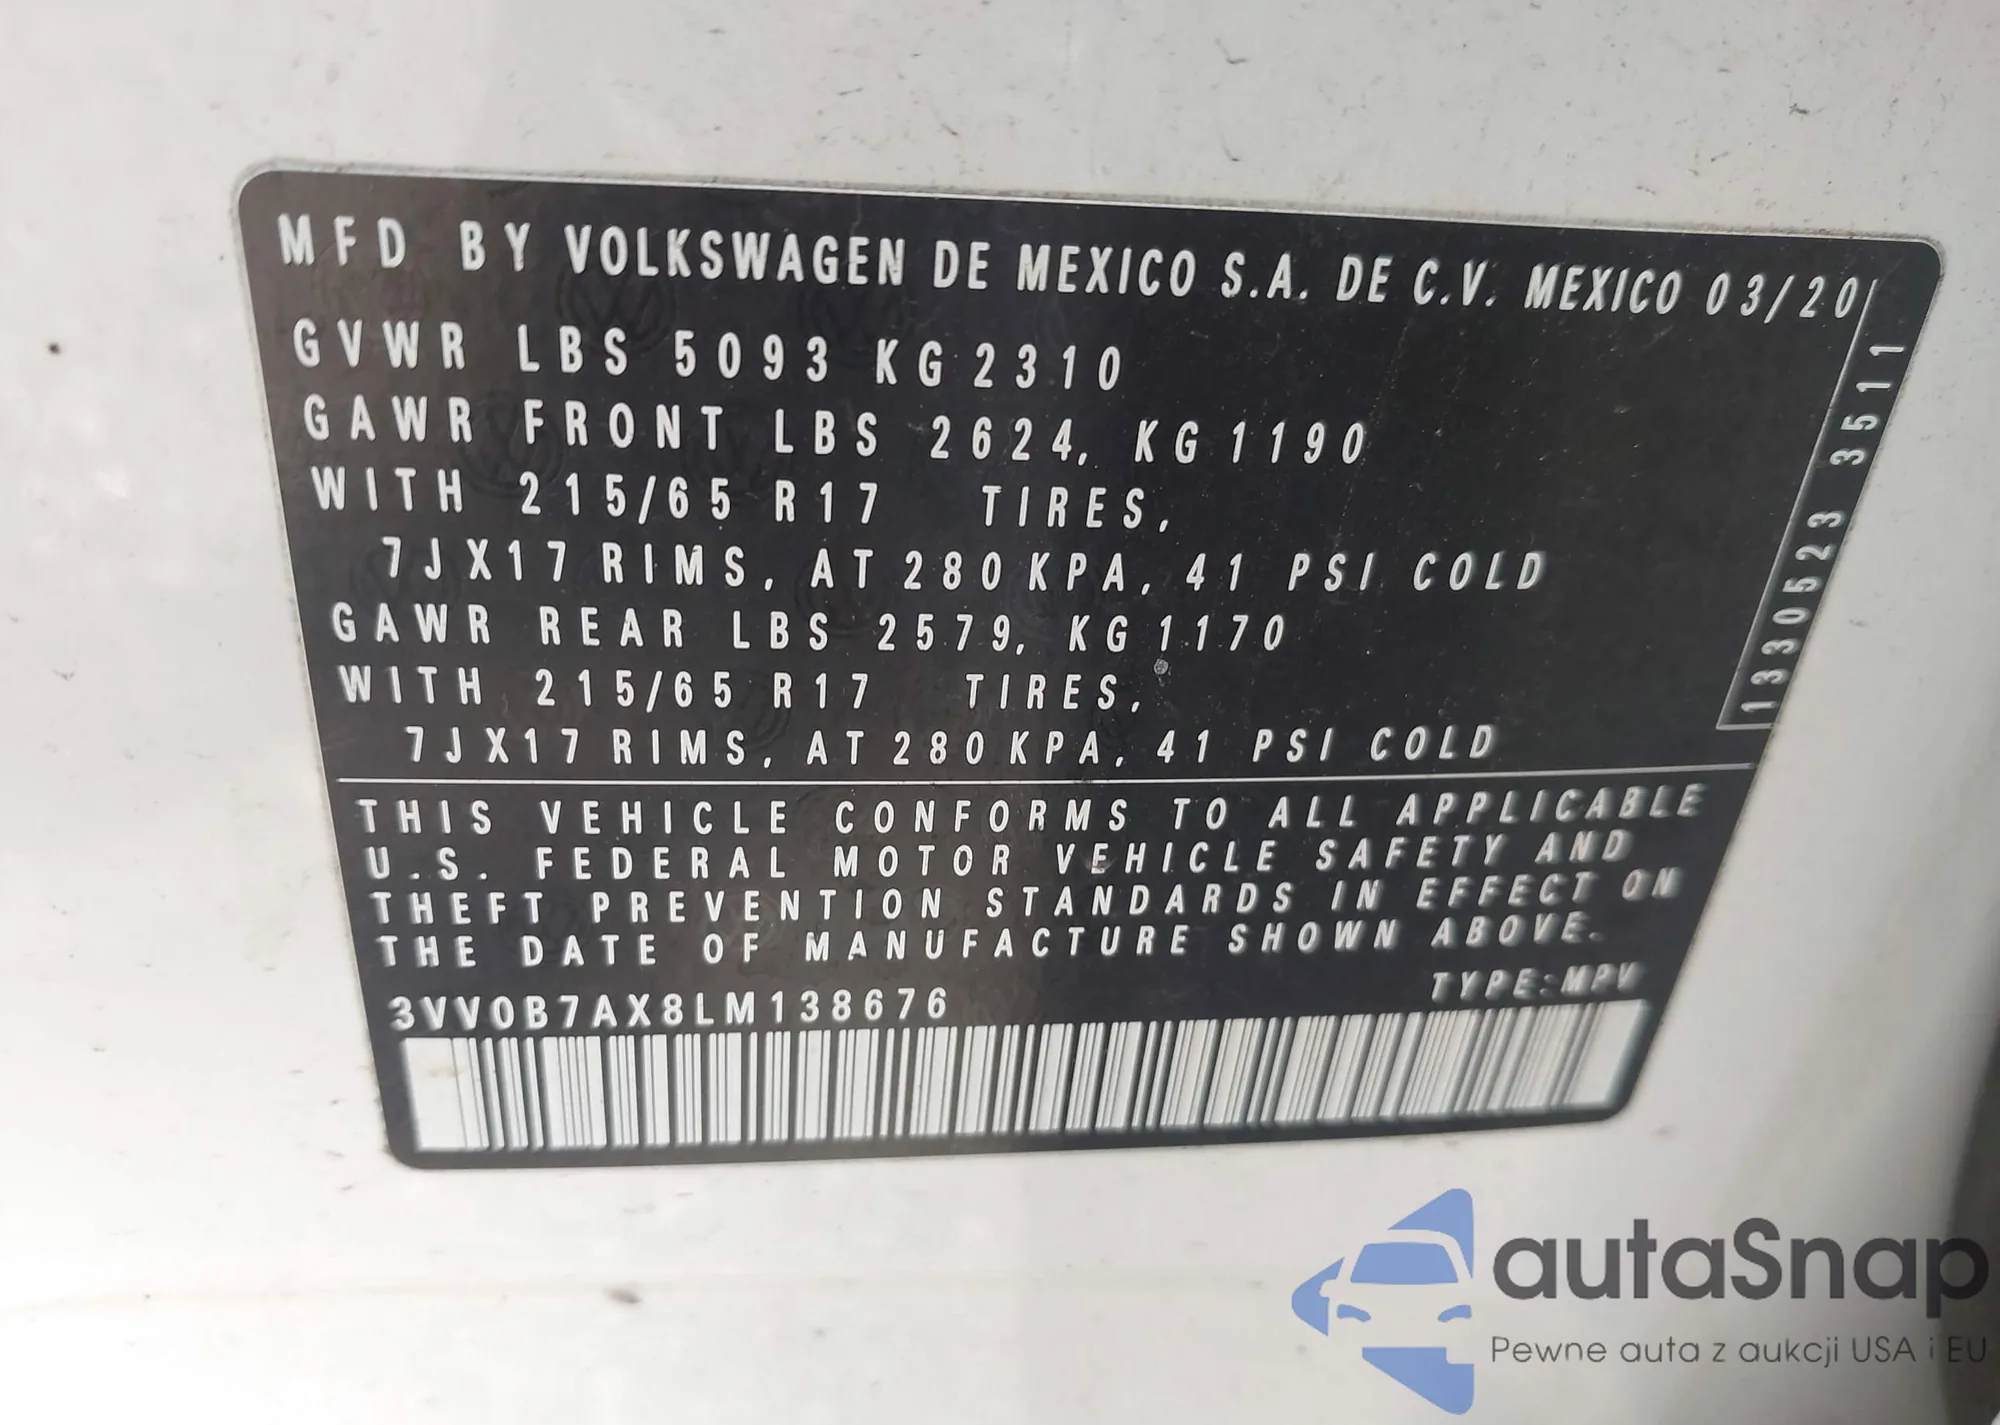 MFD BY VOLKSWAGEN DE MEXICO S.A. DE C.V. MEXICO 03/20
GVWR LBS 5093 KG 2310
GAWR FRONT LBS 2624, KG 1190
WITH 215/65 R17 TIRES,
7JX17 RIMS, AT 280KPA, 41 PSI COLD
GAWR REAR LBS 2579, KG 1170
WITH 215/65 R17 TIRES,
7JX17 RIMS, AT 280KPA, 41 PSI COLD
1330523 3511
THIS VEHICLE CONFORMS TO ALL APPLICABLE
U.S. FEDERAL MOTOR VEHICLE SAFETY AND
THEFT PREVENTION STANDARDS IN EFFECT ON
THE DATE OF MANUFACTURE SHOWN ABOVE.
TYPE:MPV
3VV0B7AX8LM138676
autaSnap
Pewne auta z aukcji USA i EU